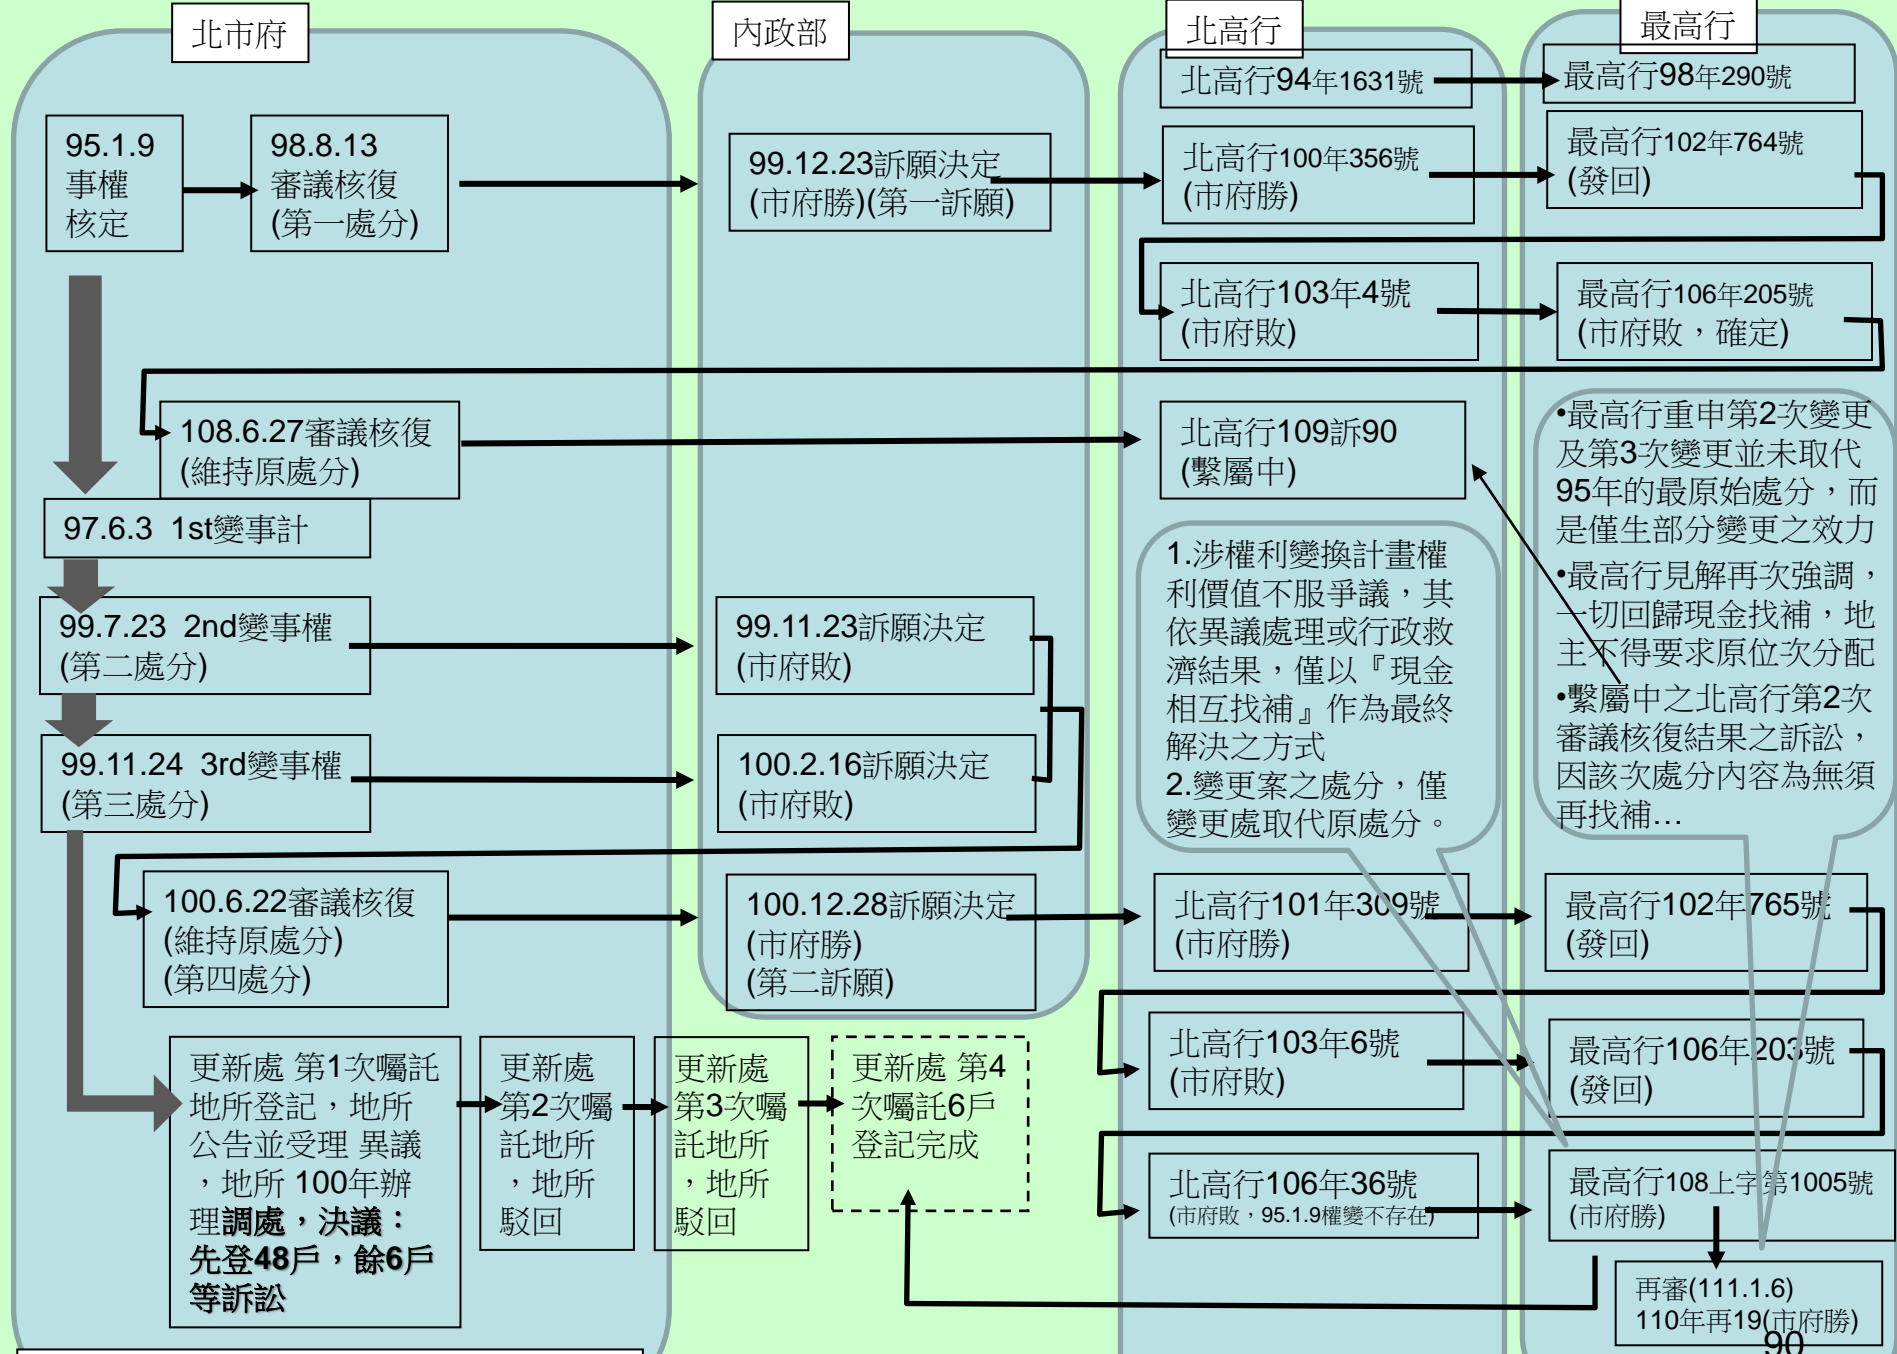 北市府
內政部
北高行
最高行
北高行94年1631號
最高行98年290號
95.1.9
事權
核定
98.8.13
審議核復
(第一處分)
99.12.23訴願決定
(市府勝)(第一訴願)
北高行100年356號
(市府勝)
最高行102年764號
(發回)
北高行103年4號
(市府敗)
最高行106年205號
(市府敗，確定)
108.6.27審議核復
(維持原處分)
北高行109訴90
(繫屬中)
•最高行重申第2次變更
及第3次變更並未取代
95年的最原始處分，而
是僅生部分變更之效力
•最高行見解再次強調，
一切回歸現金找補，地
主不得要求原位次分配
•繫屬中之北高行第2次
審議核復結果之訴訟，
因該次處分內容為無須
再找補…
97.6.3 1st變事計
1.涉權利變換計畫權
利價值不服爭議，其
依異議處理或行政救
濟結果，僅以『現金
相互找補』作為最終
解決之方式
2.變更案之處分，僅
變更處取代原處分。
99.7.23 2nd變事權
(第二處分)
99.11.23訴願決定
(市府敗)
99.11.24 3rd變事權
(第三處分)
100.2.16訴願決定
(市府敗)
100.6.22審議核復
(維持原處分)
(第四處分)
100.12.28訴願決定
(市府勝)
(第二訴願)
北高行101年309號
(市府勝)
最高行102年765號
(發回)
北高行103年6號
(市府敗)
最高行106年203號
(發回)
更新處 第1次囑託
地所登記，地所
公告並受理 異議
，地所 100年辦
理調處，決議：
先登48戶，餘6戶
等訴訟
更新處
第2次囑
託地所
，地所
駁回
更新處
第3次囑
託地所
，地所
駁回
更新處 第4
次囑託6戶
登記完成
北高行106年36號
(市府敗，95.1.9權變不存在)
最高行108上字第1005號
(市府勝)
再審(111.1.6)
110年再19(市府勝)
90